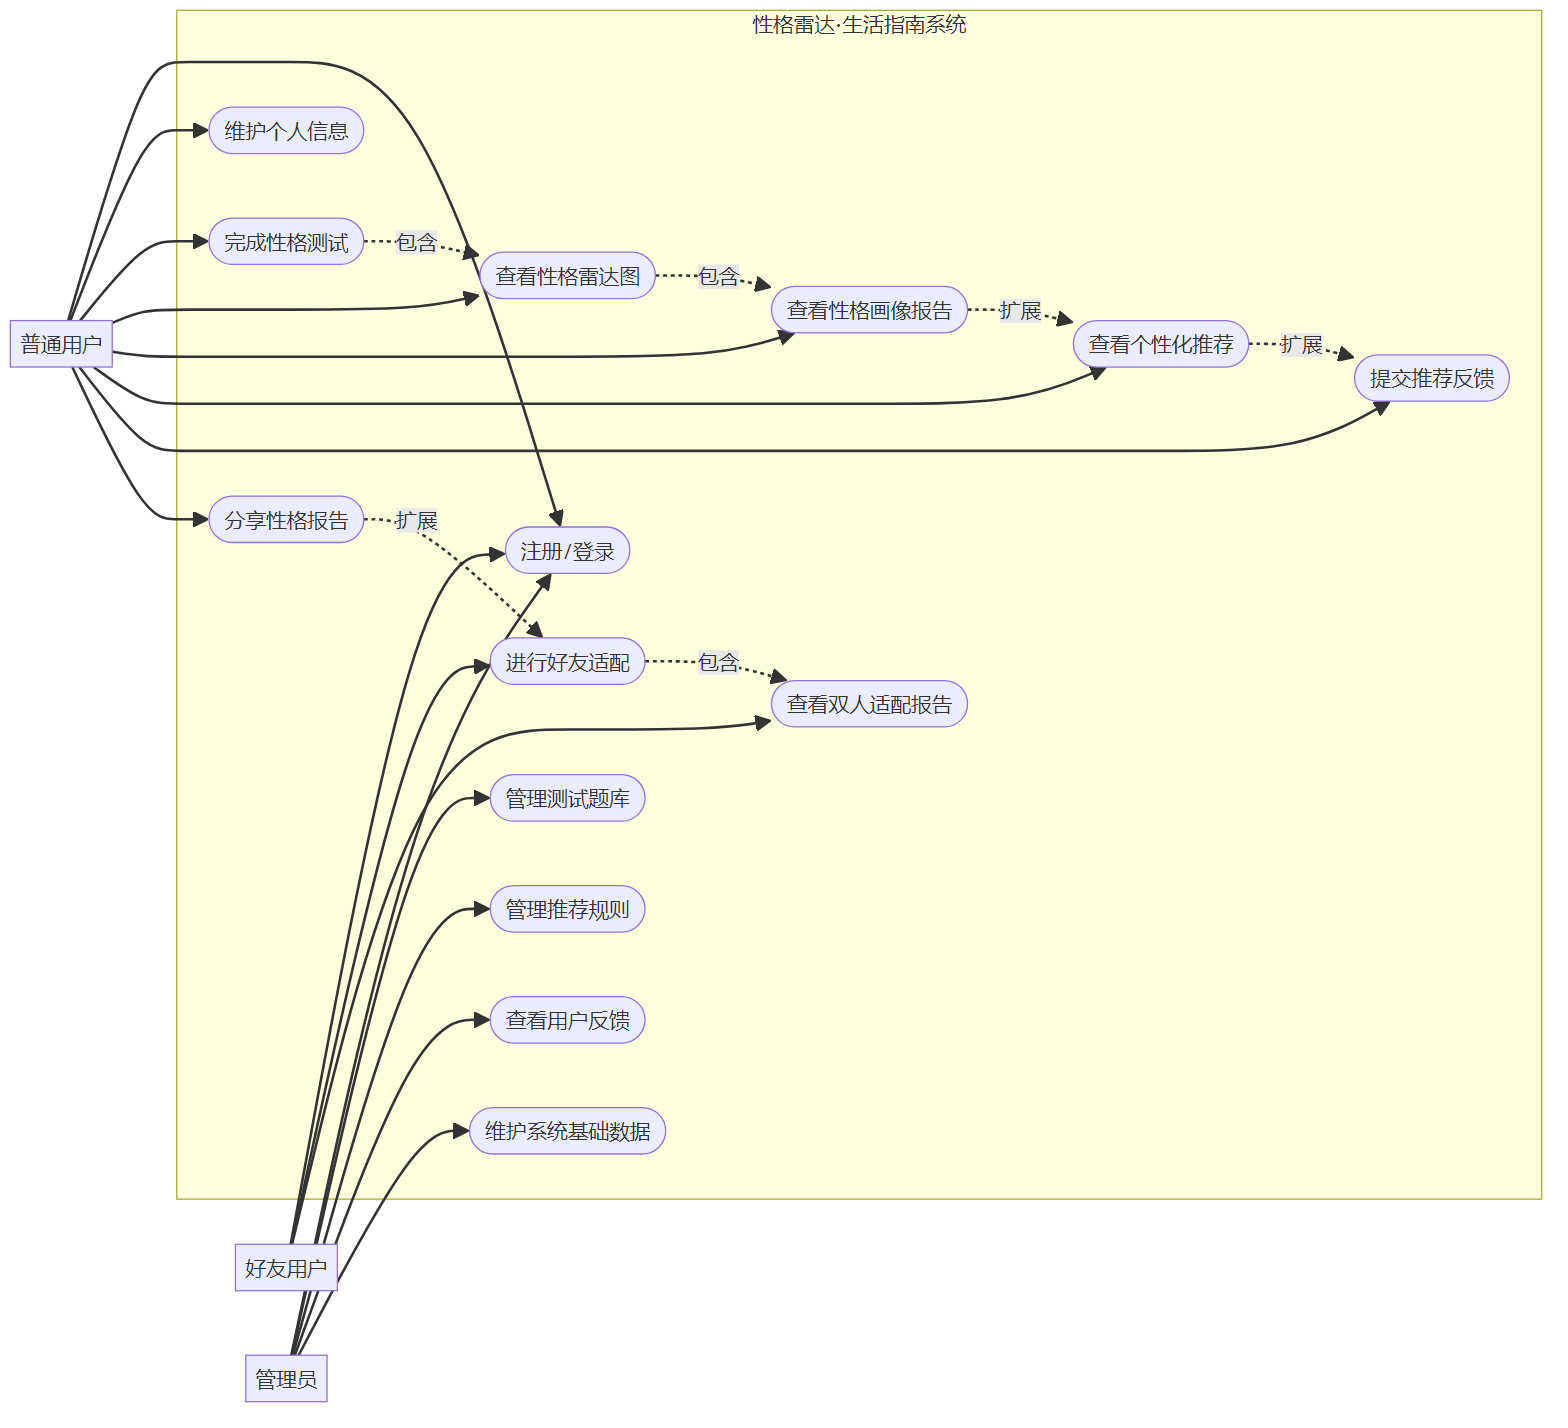 性格雷达·生活指南系统
维护个人信息
完成性格测试
包含
查看性格雷达图
包含
查看性格画像报告
扩展
查看个性化推荐
扩展
提交推荐反馈
普通用户
分享性格报告
扩展
注册/登录
进行好友适配
包含
查看双人适配报告
管理测试题库
管理推荐规则
查看用户反馈
维护系统基础数据
好友用户
管理员